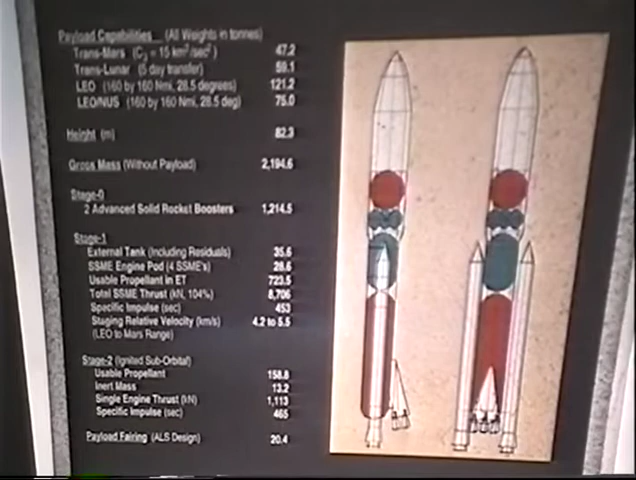 Payload Capabilities (All Weights in tonnes)
Trans-Mars (C3 = 15 km²/sec²) 47.2
Trans-Lunar (5 day transfer) 59.1
LEO (160 by 160 Nmi, 28.5 degrees) 121.2
LEO/NUS (160 by 160 Nmi, 28.5 deg) 75.0
Height (m) 82.3
Gross Mass (Without Payload) 2,194.6
Stage-0
2 Advanced Solid Rocket Boosters 1,214.5
Stage-1
External Tank (Including Residuals) 35.6
SSME Engine Pod (4 SSME's) 28.6
Usable Propellant in ET 723.5
Total SSME Thrust (kN, 104%) 8,706
Specific Impulse (sec) 453
Staging Relative Velocity (km/s) 4.2 to 5.5
(LEO to Mars Range)
Stage-2 (Ignited Sub-Orbital)
Usable Propellant 158.8
Inert Mass 13.2
Single Engine Thrust (kN) 1,113
Specific Impulse (sec) 465
Payload Fairing (ALS Design) 20.4